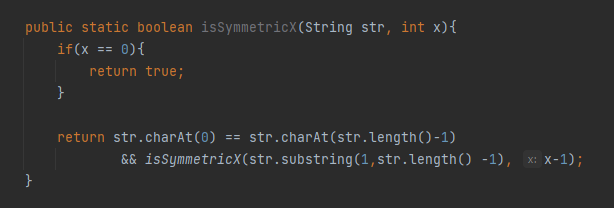 public static boolean isSymmetricX(String str, int x){
if(x == 0){
return true;
}
return str.charAt(0) == str.charAt(str.length()-1)
&& isSymmetricX(str.substring(1,str.length() -1), x: x-1);
}